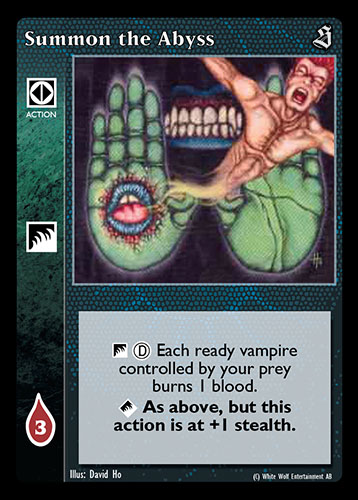 Summon the Abyss
ACTION
D Each ready vampire
controlled by your prey
burns 1 blood.
As above, but this
action is at +1 stealth.
3
Illus: David Ho
(C) White Wolf Entertainment AB